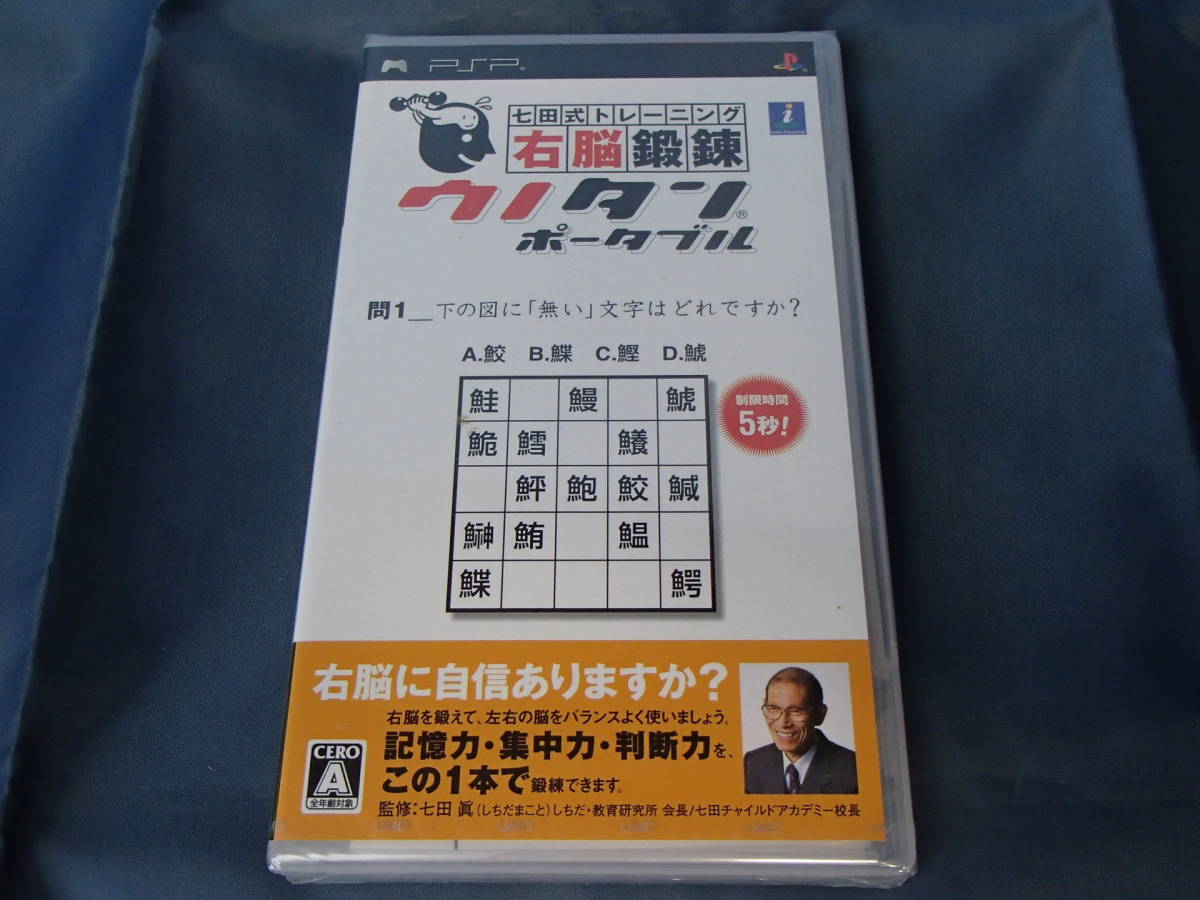 PSP
七田式トレーニング
右脳鍛錬
ウノタン®
ポータブル
問1__下の図に「無い」文字はどれですか?
A.鮫 B.鰈 C.鰹 D.鯱
制限時間
5秒!
鮭 鰻 鯱
鮠 鱈 鱶
鮃 鮑 鮫 鰔
鰰 鮪 鰛
鰈 鰐
右脳に自信ありますか?
右脳を鍛えて、左右の脳をバランスよく使いましょう。
記憶力・集中力・判断力を、
この1本で鍛錬できます。
監修:七田 眞(しちだまこと)しちだ・教育研究所 会長/七田チャイルドアカデミー校長
CERO
A
全年齢対象